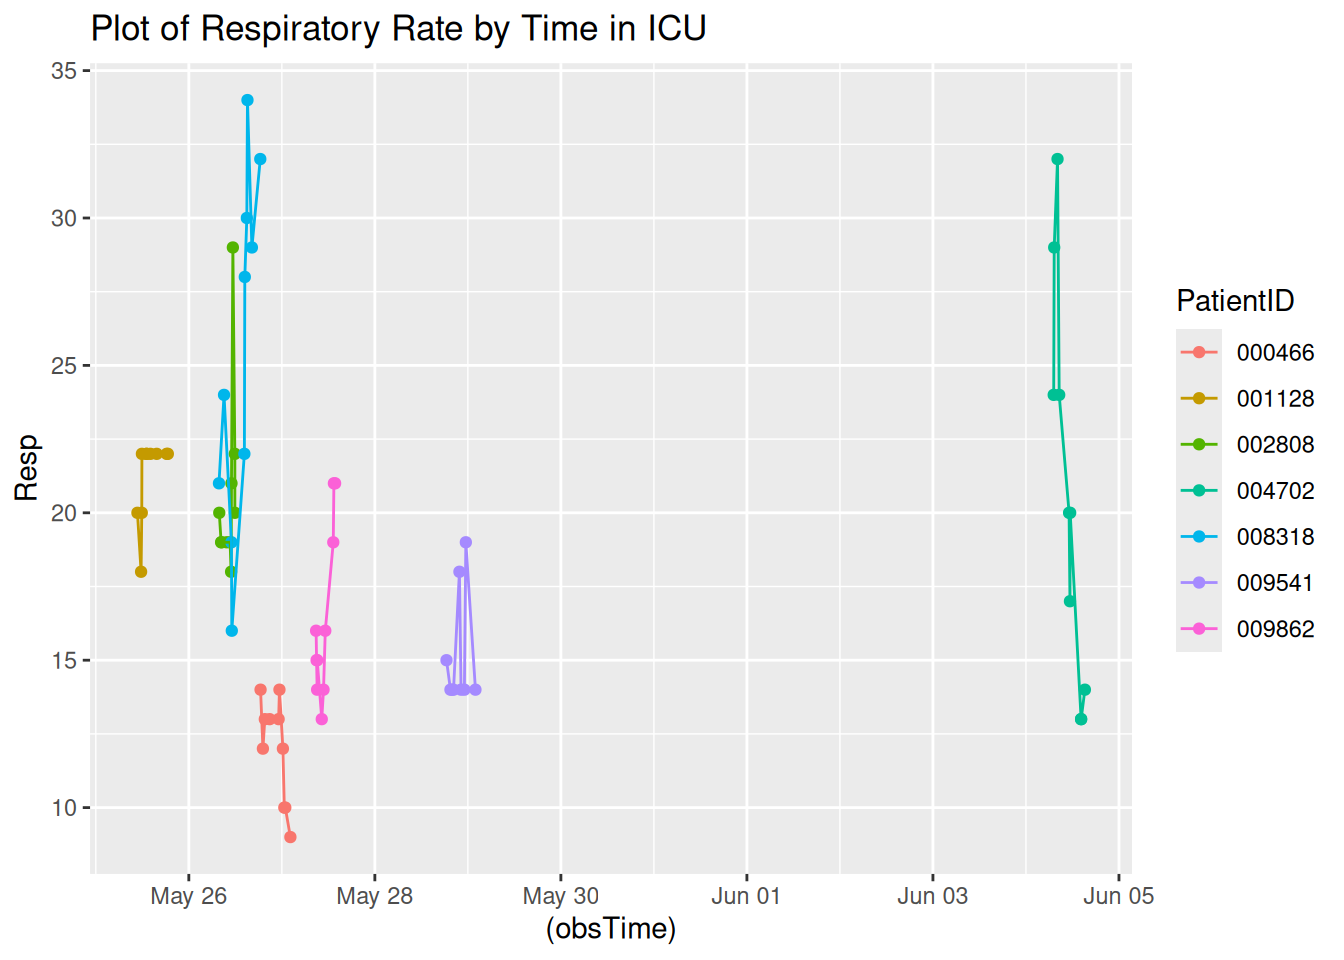 Plot of Respiratory Rate by Time in ICU
35
30
25
20
15
10
Resp
May 26 May 28 May 30 Jun 01 Jun 03 Jun 05
(obsTime)
PatientID
000466
001128
002808
004702
008318
009541
009862